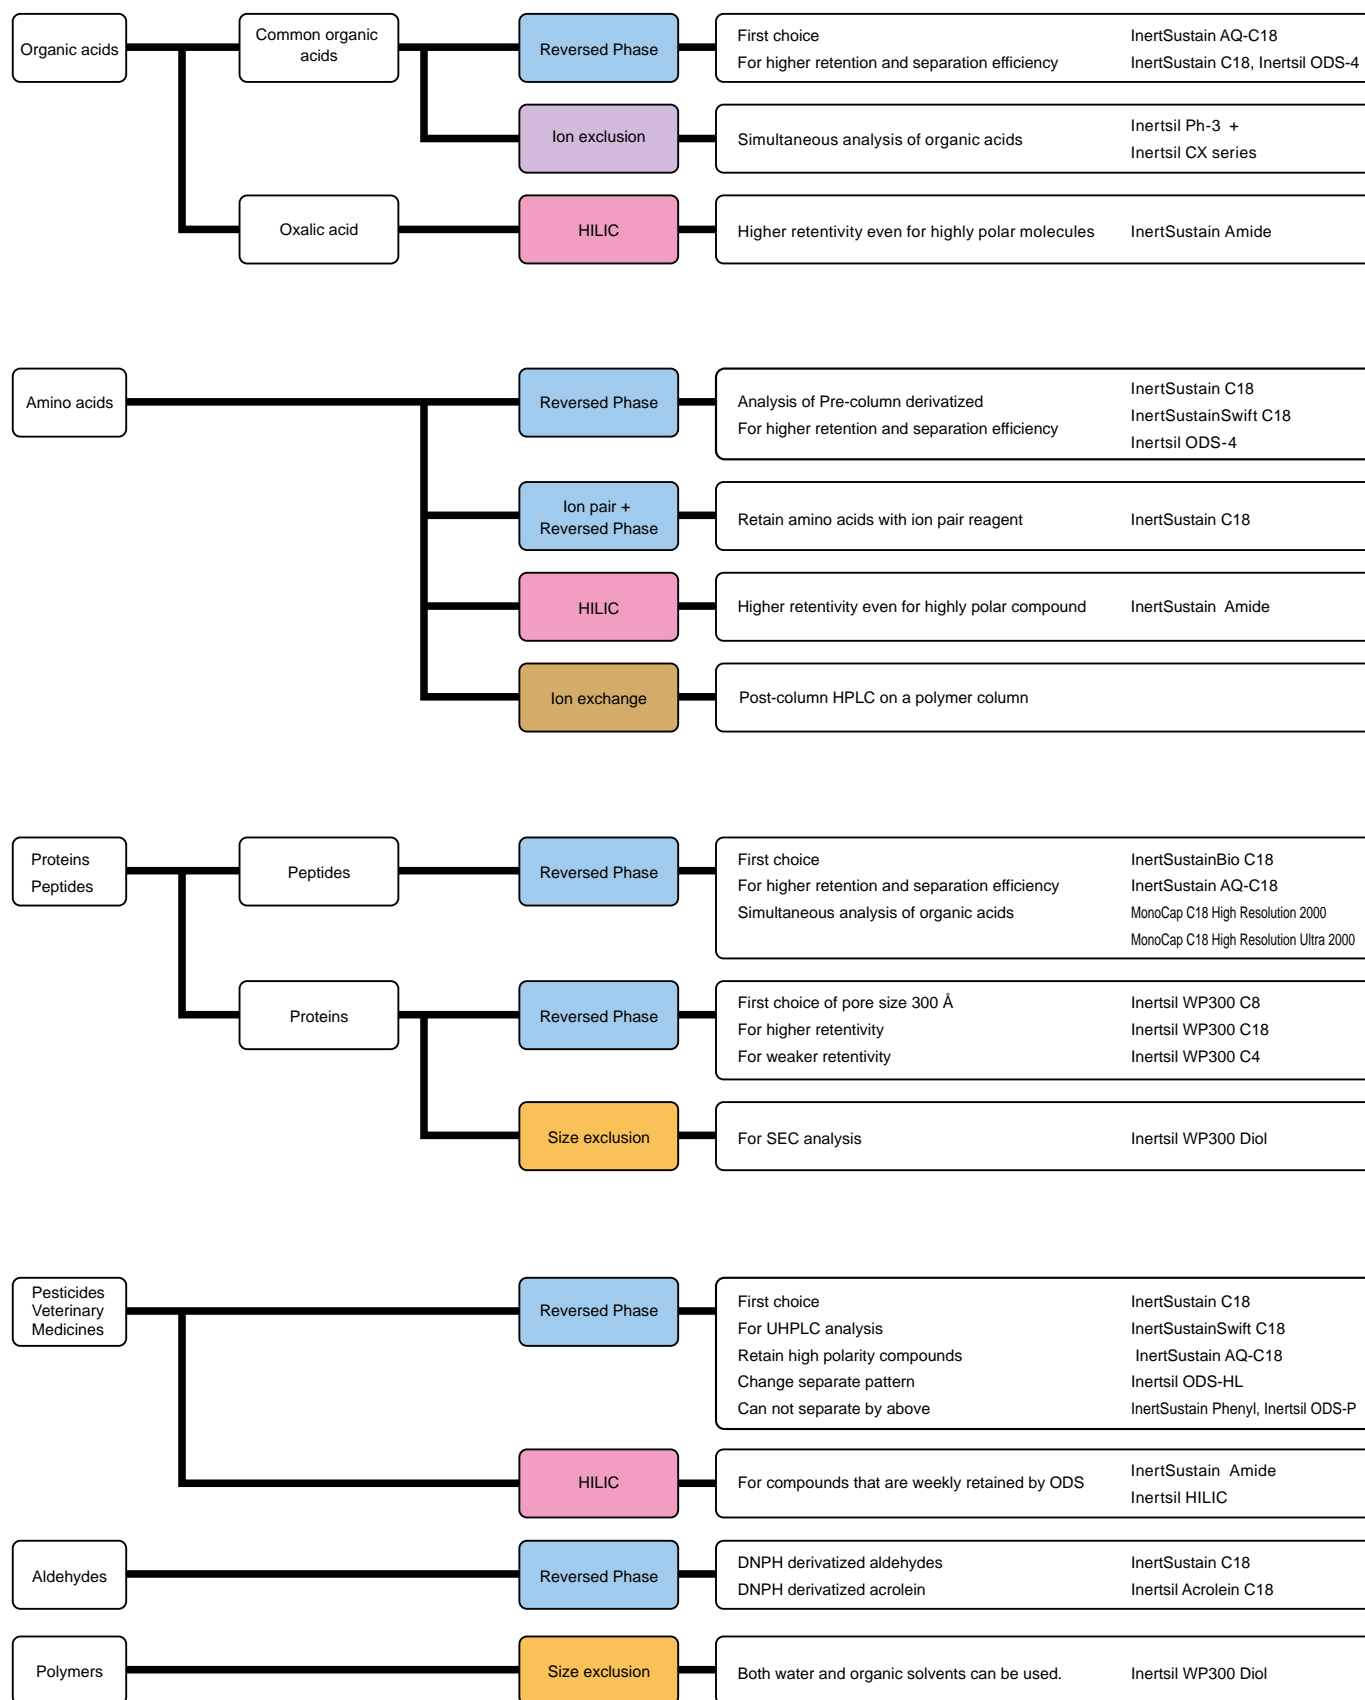 Organic acids
Common organic
acids
Reversed Phase
First choice InertSustain AQ-C18
For higher retention and separation efficiency InertSustain C18, Inertsil ODS-4
Ion exclusion
Simultaneous analysis of organic acids
Inertsil Ph-3 +
Inertsil CX series
Oxalic acid
HILIC
Higher retentivity even for highly polar molecules InertSustain Amide
Amino acids
Reversed Phase
Analysis of Pre-column derivatized
For higher retention and separation efficiency
InertSustain C18
InertSustainSwift C18
Inertsil ODS-4
Ion pair +
Reversed Phase
Retain amino acids with ion pair reagent InertSustain C18
HILIC
Higher retentivity even for highly polar compound InertSustain Amide
Ion exchange
Post-column HPLC on a polymer column
Proteins
Peptides
Peptides
Reversed Phase
First choice InertSustainBio C18
For higher retention and separation efficiency InertSustain AQ-C18
Simultaneous analysis of organic acids MonoCap C18 High Resolution 2000
MonoCap C18 High Resolution Ultra 2000
Proteins
Reversed Phase
First choice of pore size 300 Å Inertsil WP300 C8
For higher retentivity Inertsil WP300 C18
For weaker retentivity Inertsil WP300 C4
Size exclusion
For SEC analysis Inertsil WP300 Diol
Pesticides
Veterinary
Medicines
Reversed Phase
First choice InertSustain C18
For UHPLC analysis InertSustainSwift C18
Retain high polarity compounds InertSustain AQ-C18
Change separate pattern Inertsil ODS-HL
Can not separate by above InertSustain Phenyl, Inertsil ODS-P
HILIC
For compounds that are weekly retained by ODS
InertSustain Amide
Inertsil HILIC
Aldehydes
Reversed Phase
DNPH derivatized aldehydes InertSustain C18
DNPH derivatized acrolein Inertsil Acrolein C18
Polymers
Size exclusion
Both water and organic solvents can be used. Inertsil WP300 Diol